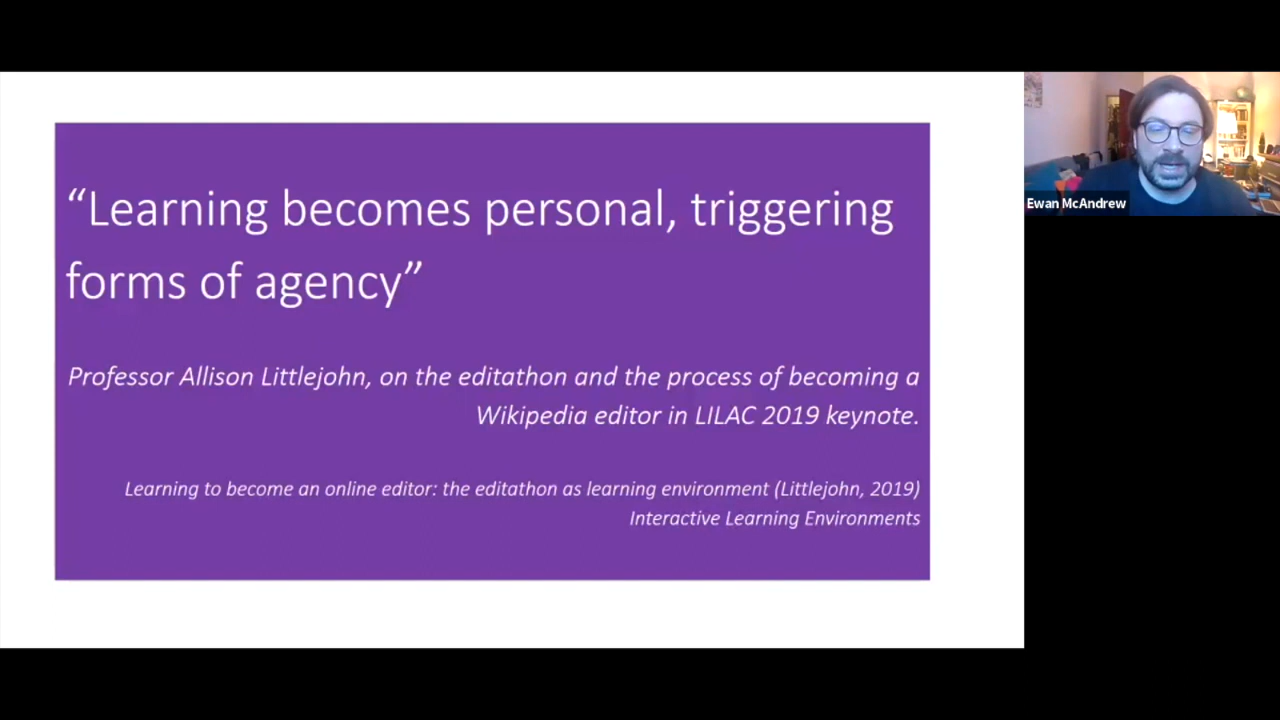 “Learning becomes personal, triggering
forms of agency”
Professor Allison Littlejohn, on the editathon and the process of becoming a
Wikipedia editor in LILAC 2019 keynote.
Learning to become an online editor: the editathon as learning environment (Littlejohn, 2019)
Interactive Learning Environments
Ewan McAndrew